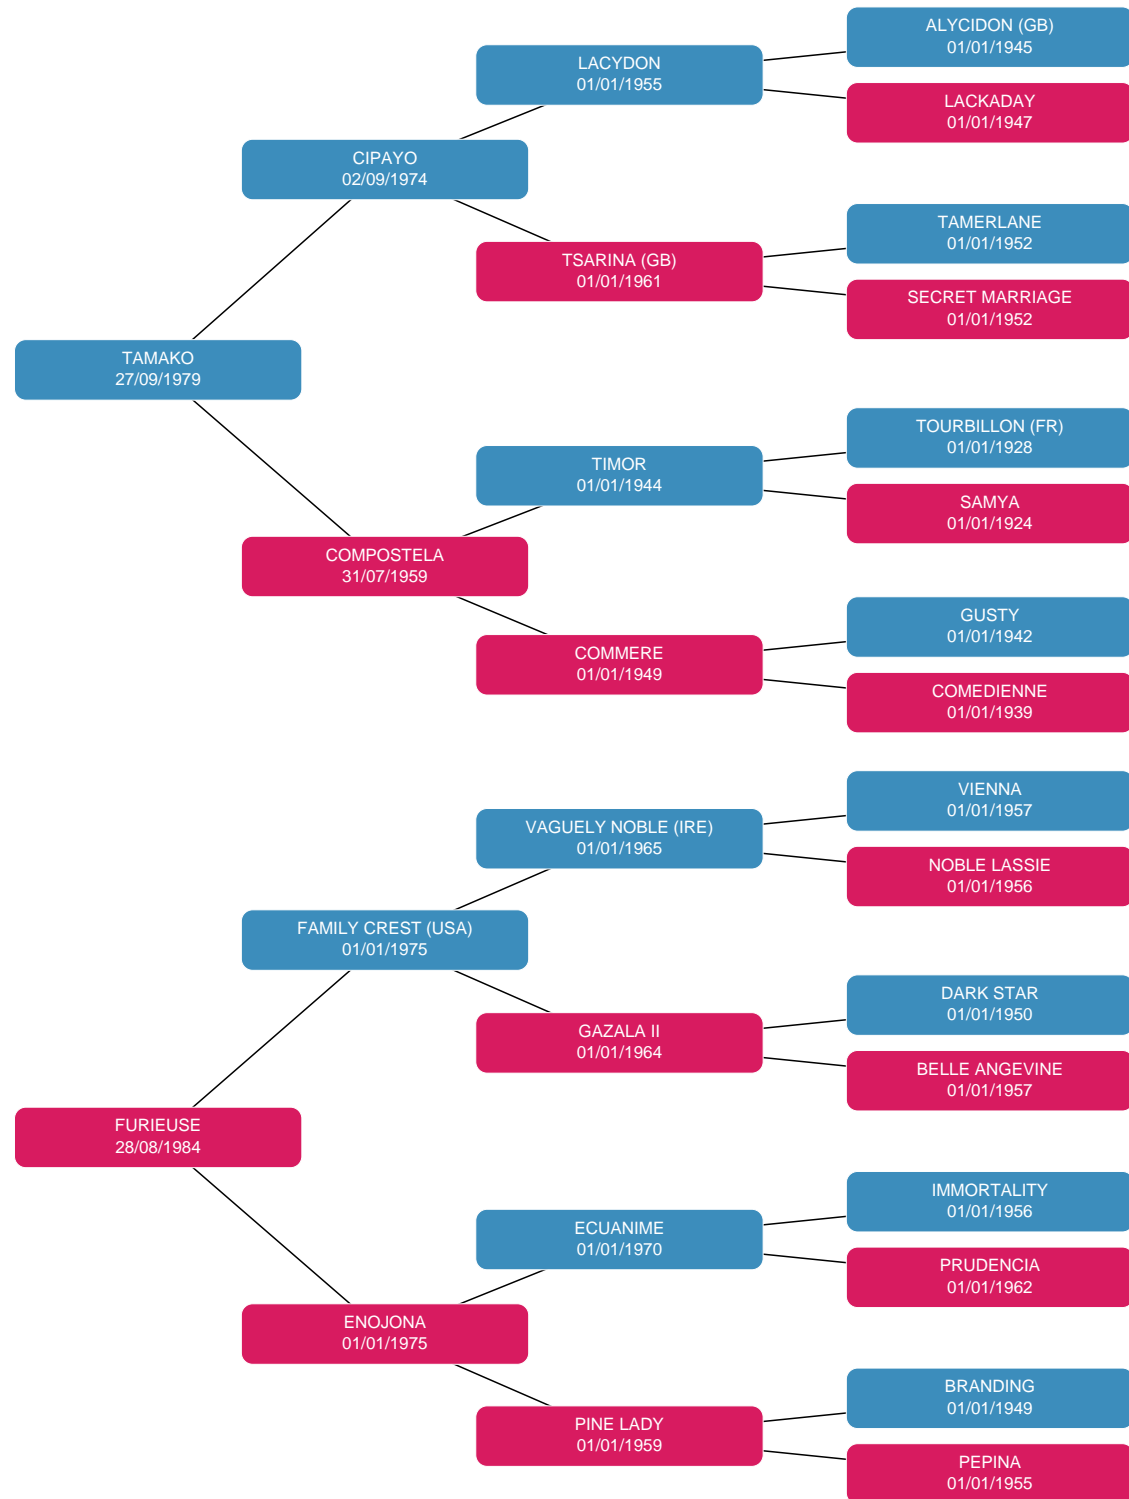 ALYCIDON (GB)
01/01/1945
LACYDON
01/01/1955
LACKADAY
01/01/1947
CIPAYO
02/09/1974
TAMERLANE
01/01/1952
TSARINA (GB)
01/01/1961
SECRET MARRIAGE
01/01/1952
TAMAKO
27/09/1979
TOURBILLON (FR)
01/01/1928
TIMOR
01/01/1944
SAMYA
01/01/1924
COMPOSTELA
31/07/1959
GUSTY
01/01/1942
COMMERE
01/01/1949
COMEDIENNE
01/01/1939
VIENNA
01/01/1957
VAGUELY NOBLE (IRE)
01/01/1965
NOBLE LASSIE
01/01/1956
FAMILY CREST (USA)
01/01/1975
DARK STAR
01/01/1950
GAZALA II
01/01/1964
BELLE ANGEVINE
01/01/1957
FURIEUSE
28/08/1984
IMMORTALITY
01/01/1956
ECUANIME
01/01/1970
PRUDENCIA
01/01/1962
ENOJONA
01/01/1975
BRANDING
01/01/1949
PINE LADY
01/01/1959
PEPINA
01/01/1955